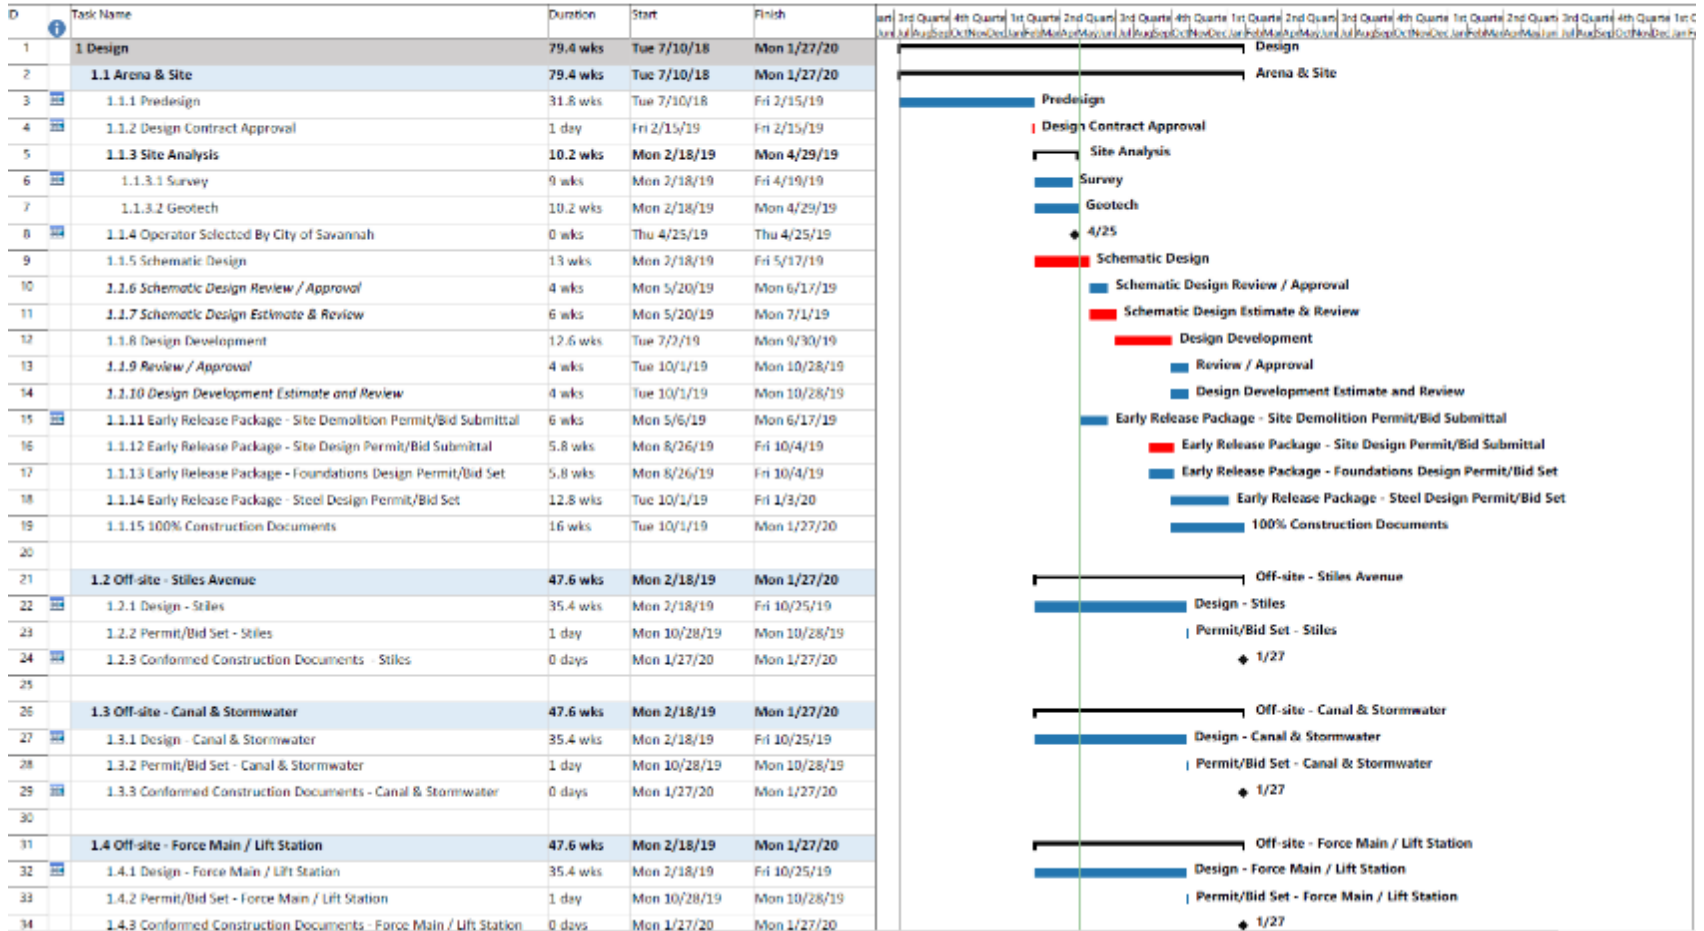 ID Task Name Duration Start Finish
3rd Quarte 4th Quarte 1st Quarte 2nd Quart 3rd Quarte 4th Quarte 1st Quarte 2nd Quart 3rd Quarte 4th Quarte 1st Quarte 2nd Quart 3rd Quarte 4th Quarte
1 1 Design 79.4 wks Tue 7/10/18 Mon 1/27/20 Design
2 1.1 Arena & Site 79.4 wks Tue 7/10/18 Mon 1/27/20 Arena & Site
3 1.1.1 Predesign 31.8 wks Tue 7/10/18 Fri 2/15/19 Predesign
4 1.1.2 Design Contract Approval 1 day Fri 2/15/19 Fri 2/15/19 Design Contract Approval
5 1.1.3 Site Analysis 10.2 wks Mon 2/18/19 Mon 4/29/19 Site Analysis
6 1.1.3.1 Survey 9 wks Mon 2/18/19 Fri 4/19/19 Survey
7 1.1.3.2 Geotech 10.2 wks Mon 2/18/19 Mon 4/29/19 Geotech
8 1.1.4 Operator Selected By City of Savannah 0 wks Thu 4/25/19 Thu 4/25/19 4/25
9 1.1.5 Schematic Design 13 wks Mon 2/18/19 Fri 5/17/19 Schematic Design
10 1.1.6 Schematic Design Review / Approval 4 wks Mon 5/20/19 Mon 6/17/19 Schematic Design Review / Approval
11 1.1.7 Schematic Design Estimate & Review 6 wks Mon 5/20/19 Mon 7/1/19 Schematic Design Estimate & Review
12 1.1.8 Design Development 12.6 wks Tue 7/2/19 Mon 9/30/19 Design Development
13 1.1.9 Review / Approval 4 wks Tue 10/1/19 Mon 10/28/19 Review / Approval
14 1.1.10 Design Development Estimate and Review 4 wks Tue 10/1/19 Mon 10/28/19 Design Development Estimate and Review
15 1.1.11 Early Release Package - Site Demolition Permit/Bid Submittal 6 wks Mon 5/6/19 Mon 6/17/19 Early Release Package - Site Demolition Permit/Bid Submittal
16 1.1.12 Early Release Package - Site Design Permit/Bid Submittal 5.8 wks Mon 8/26/19 Fri 10/4/19 Early Release Package - Site Design Permit/Bid Submittal
17 1.1.13 Early Release Package - Foundations Design Permit/Bid Set 5.8 wks Mon 8/26/19 Fri 10/4/19 Early Release Package - Foundations Design Permit/Bid Set
18 1.1.14 Early Release Package - Steel Design Permit/Bid Set 12.8 wks Tue 10/1/19 Fri 1/3/20 Early Release Package - Steel Design Permit/Bid Set
19 1.1.15 100% Construction Documents 16 wks Tue 10/1/19 Mon 1/27/20 100% Construction Documents
20
21 1.2 Off-site - Stiles Avenue 47.6 wks Mon 2/18/19 Mon 1/27/20 Off-site - Stiles Avenue
22 1.2.1 Design - Stiles 35.4 wks Mon 2/18/19 Fri 10/25/19 Design - Stiles
23 1.2.2 Permit/Bid Set - Stiles 1 day Mon 10/28/19 Mon 10/28/19 Permit/Bid Set - Stiles
24 1.2.3 Conformed Construction Documents - Stiles 0 days Mon 1/27/20 Mon 1/27/20 1/27
25
26 1.3 Off-site - Canal & Stormwater 47.6 wks Mon 2/18/19 Mon 1/27/20 Off-site - Canal & Stormwater
27 1.3.1 Design - Canal & Stormwater 35.4 wks Mon 2/18/19 Fri 10/25/19 Design - Canal & Stormwater
28 1.3.2 Permit/Bid Set - Canal & Stormwater 1 day Mon 10/28/19 Mon 10/28/19 Permit/Bid Set - Canal & Stormwater
29 1.3.3 Conformed Construction Documents - Canal & Stormwater 0 days Mon 1/27/20 Mon 1/27/20 1/27
30
31 1.4 Off-site - Force Main / Lift Station 47.6 wks Mon 2/18/19 Mon 1/27/20 Off-site - Force Main / Lift Station
32 1.4.1 Design - Force Main / Lift Station 35.4 wks Mon 2/18/19 Fri 10/25/19 Design - Force Main / Lift Station
33 1.4.2 Permit/Bid Set - Force Main / Lift Station 1 day Mon 10/28/19 Mon 10/28/19 Permit/Bid Set - Force Main / Lift Station
34 1.4.3 Conformed Construction Documents - Force Main / Lift Station 0 days Mon 1/27/20 Mon 1/27/20 1/27